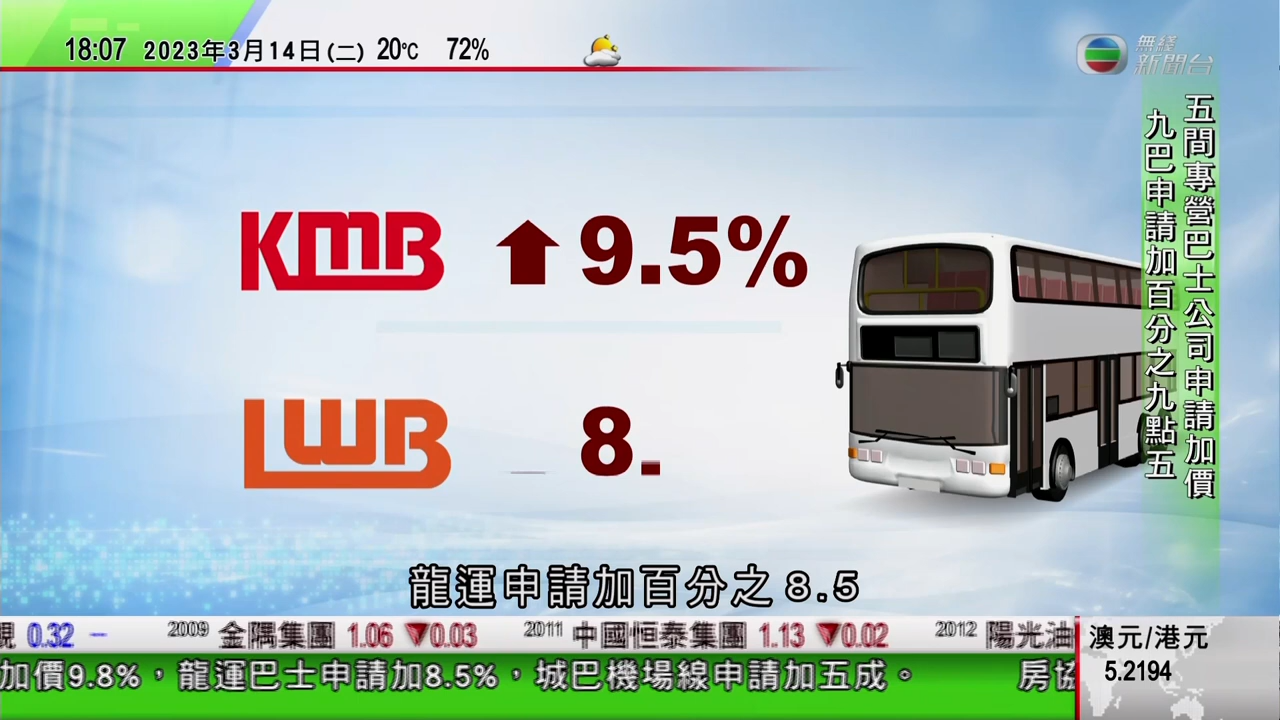 18:07 2023年3月14日(二) 20°C 72%
無綫新聞台
五間專營巴士公司申請加價
九巴申請加百分之九點五
KMB 9.5%
LWB 8.
龍運申請加百分之8.5
0.32 2009 金隅集團 1.06 ▼0.03 2011 中國恒泰集團 1.13 ▼0.02 2012 陽光油
澳元/港元
5.2194
加價9.8%，龍運巴士申請加8.5%，城巴機場線申請加五成。 房協